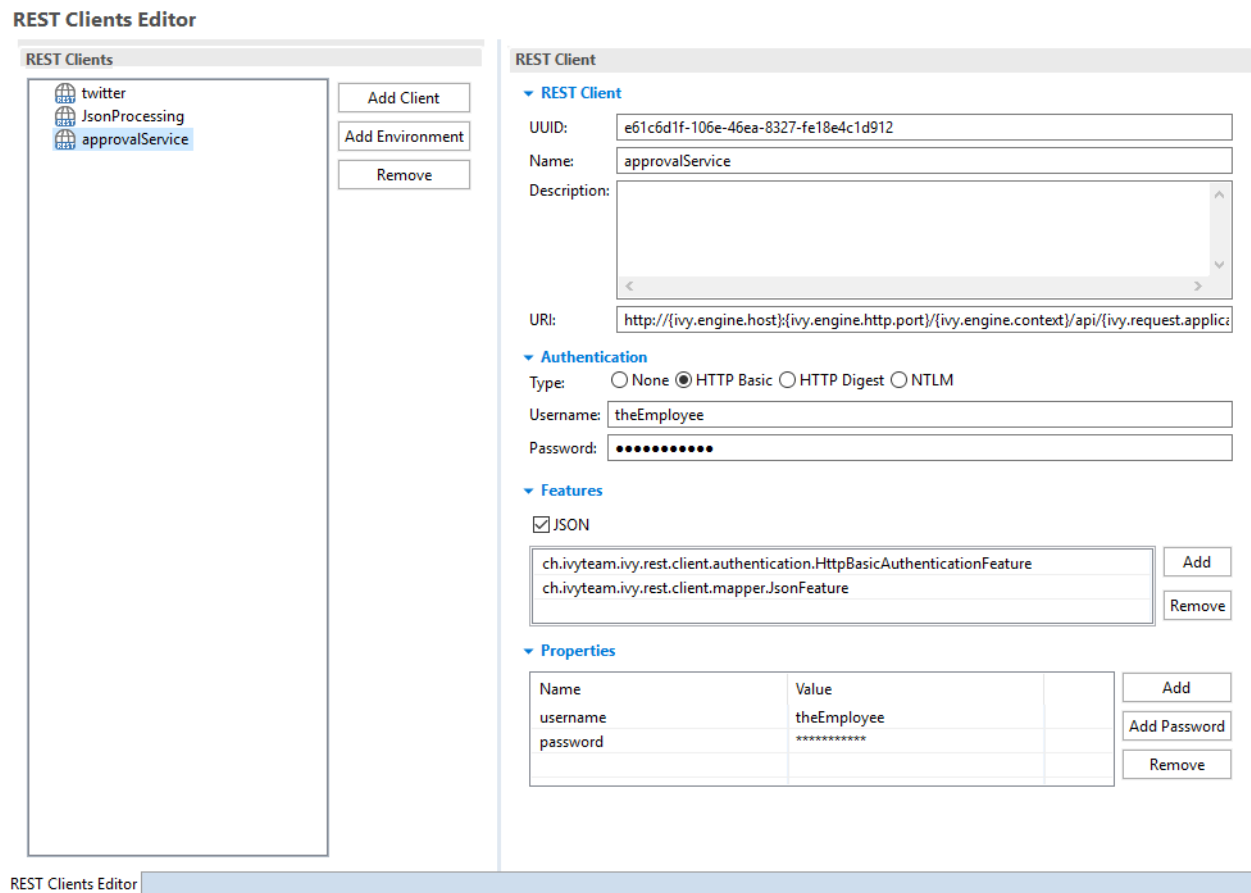 REST Clients Editor
REST Clients
twitter
JsonProcessing
approvalService
Add Client
Add Environment
Remove
REST Client
REST Client
UUID: e61c6d1f-106e-46ea-8327-fe18e4c1d912
Name: approvalService
Description:
URI: http://{ivy.engine.host}:{ivy.engine.http.port}/{ivy.engine.context}/api/{ivy.request.applica
Authentication
Type: None HTTP Basic HTTP Digest NTLM
Username: theEmployee
Password: ●●●●●●●●●●●
Features
JSON
ch.ivyteam.ivy.rest.client.authentication.HttpBasicAuthenticationFeature
ch.ivyteam.ivy.rest.client.mapper.JsonFeature
Add
Remove
Properties
Name Value
username theEmployee
password ***********
Add
Add Password
Remove
REST Clients Editor